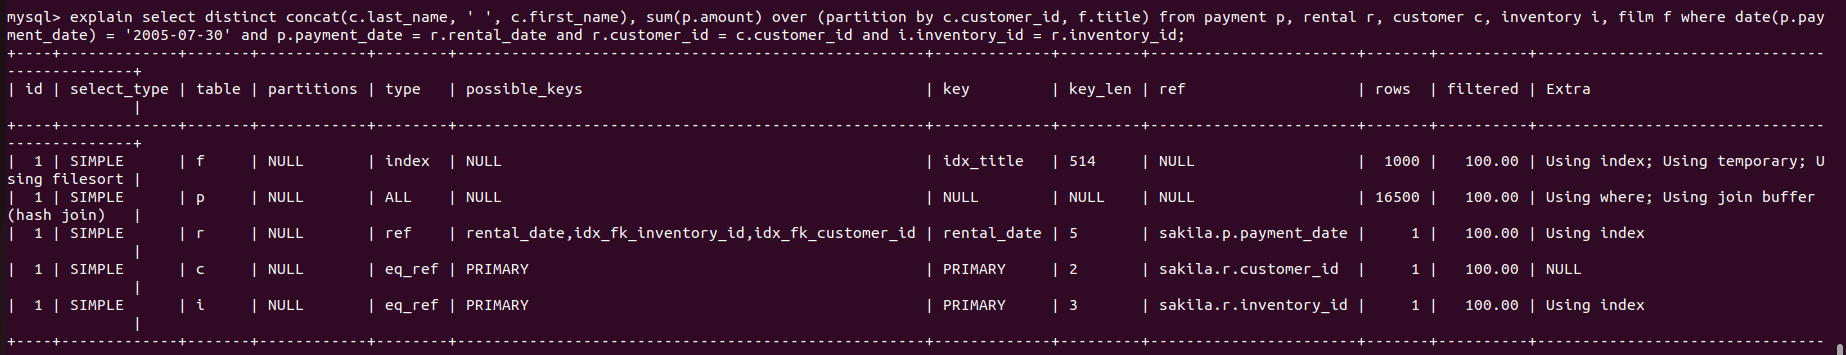 mysql> explain select distinct concat(c.last_name, ' ', c.first_name), sum(p.amount) over (partition by c.customer_id, f.title) from payment p, rental r, customer c, inventory i, film f where date(p.pay
ment_date) = '2005-07-30' and p.payment_date = r.rental_date and r.customer_id = c.customer_id and i.inventory_id = r.inventory_id;
+----+-------------+-------+------------+--------+----------------------------------------------------+-------------+---------+-----------------------+-------+----------+--------------------------------
--------------+
| id | select_type | table | partitions | type   | possible_keys                                      | key         | key_len | ref                   | rows  | filtered | Extra
              |
+----+-------------+-------+------------+--------+----------------------------------------------------+-------------+---------+-----------------------+-------+----------+--------------------------------
--------------+
|  1 | SIMPLE      | f     | NULL       | index  | NULL                                               | idx_title   | 514     | NULL                  |  1000 |   100.00 | Using index; Using temporary; U
sing filesort |
|  1 | SIMPLE      | p     | NULL       | ALL    | NULL                                               | NULL        | NULL    | NULL                  | 16500 |   100.00 | Using where; Using join buffer
(hash join)   |
|  1 | SIMPLE      | r     | NULL       | ref    | rental_date,idx_fk_inventory_id,idx_fk_customer_id | rental_date | 5       | sakila.p.payment_date |     1 |   100.00 | Using index
              |
|  1 | SIMPLE      | c     | NULL       | eq_ref | PRIMARY                                            | PRIMARY     | 2       | sakila.r.customer_id  |     1 |   100.00 | NULL
              |
|  1 | SIMPLE      | i     | NULL       | eq_ref | PRIMARY                                            | PRIMARY     | 3       | sakila.r.inventory_id |     1 |   100.00 | Using index
              |
+----+-------------+-------+------------+--------+----------------------------------------------------+-------------+---------+-----------------------+-------+----------+--------------------------------